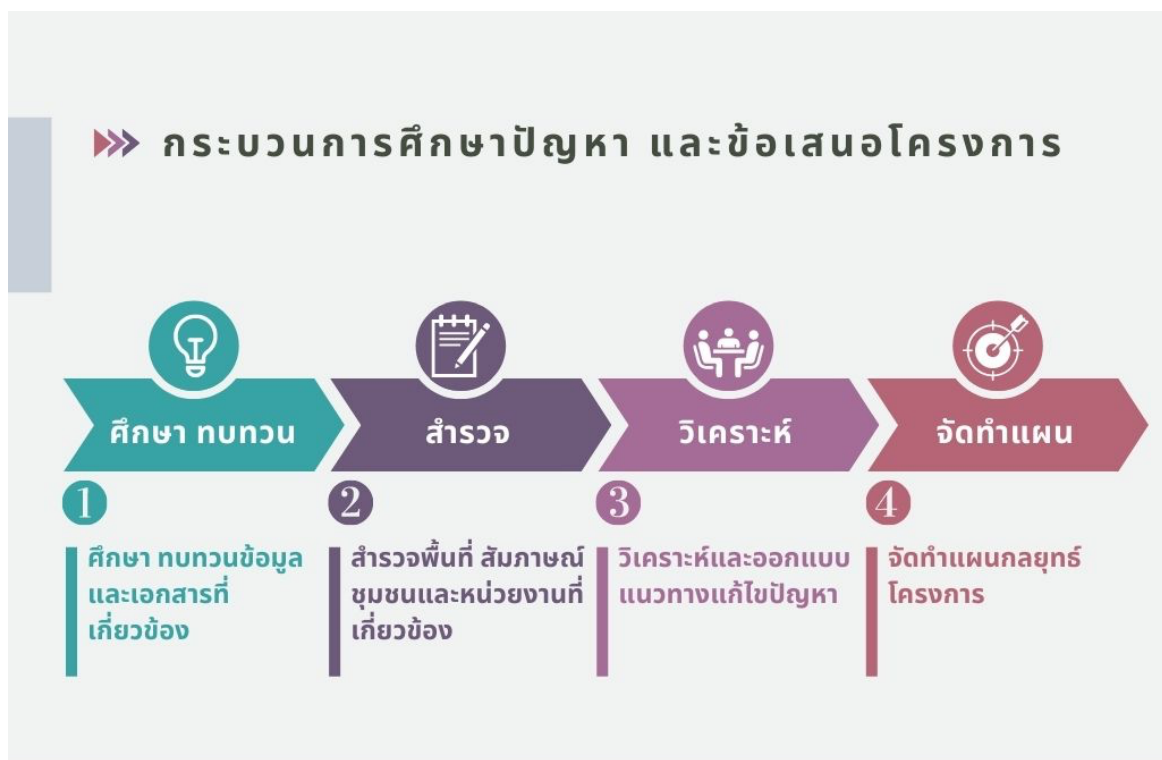 กระบวนการศึกษาปัญหา และข้อเสนอโครงการ
ศึกษา ทบทวน
สำรวจ
วิเคราะห์
จัดทำแผน
1
ศึกษา ทบทวนข้อมูล
และเอกสารที่
เกี่ยวข้อง
2
สำรวจพื้นที่ สัมภาษณ์
ชุมชนและหน่วยงานที่
เกี่ยวข้อง
3
วิเคราะห์และออกแบบ
แนวทางแก้ไขปัญหา
4
จัดทำแผนกลยุทธ์
โครงการ